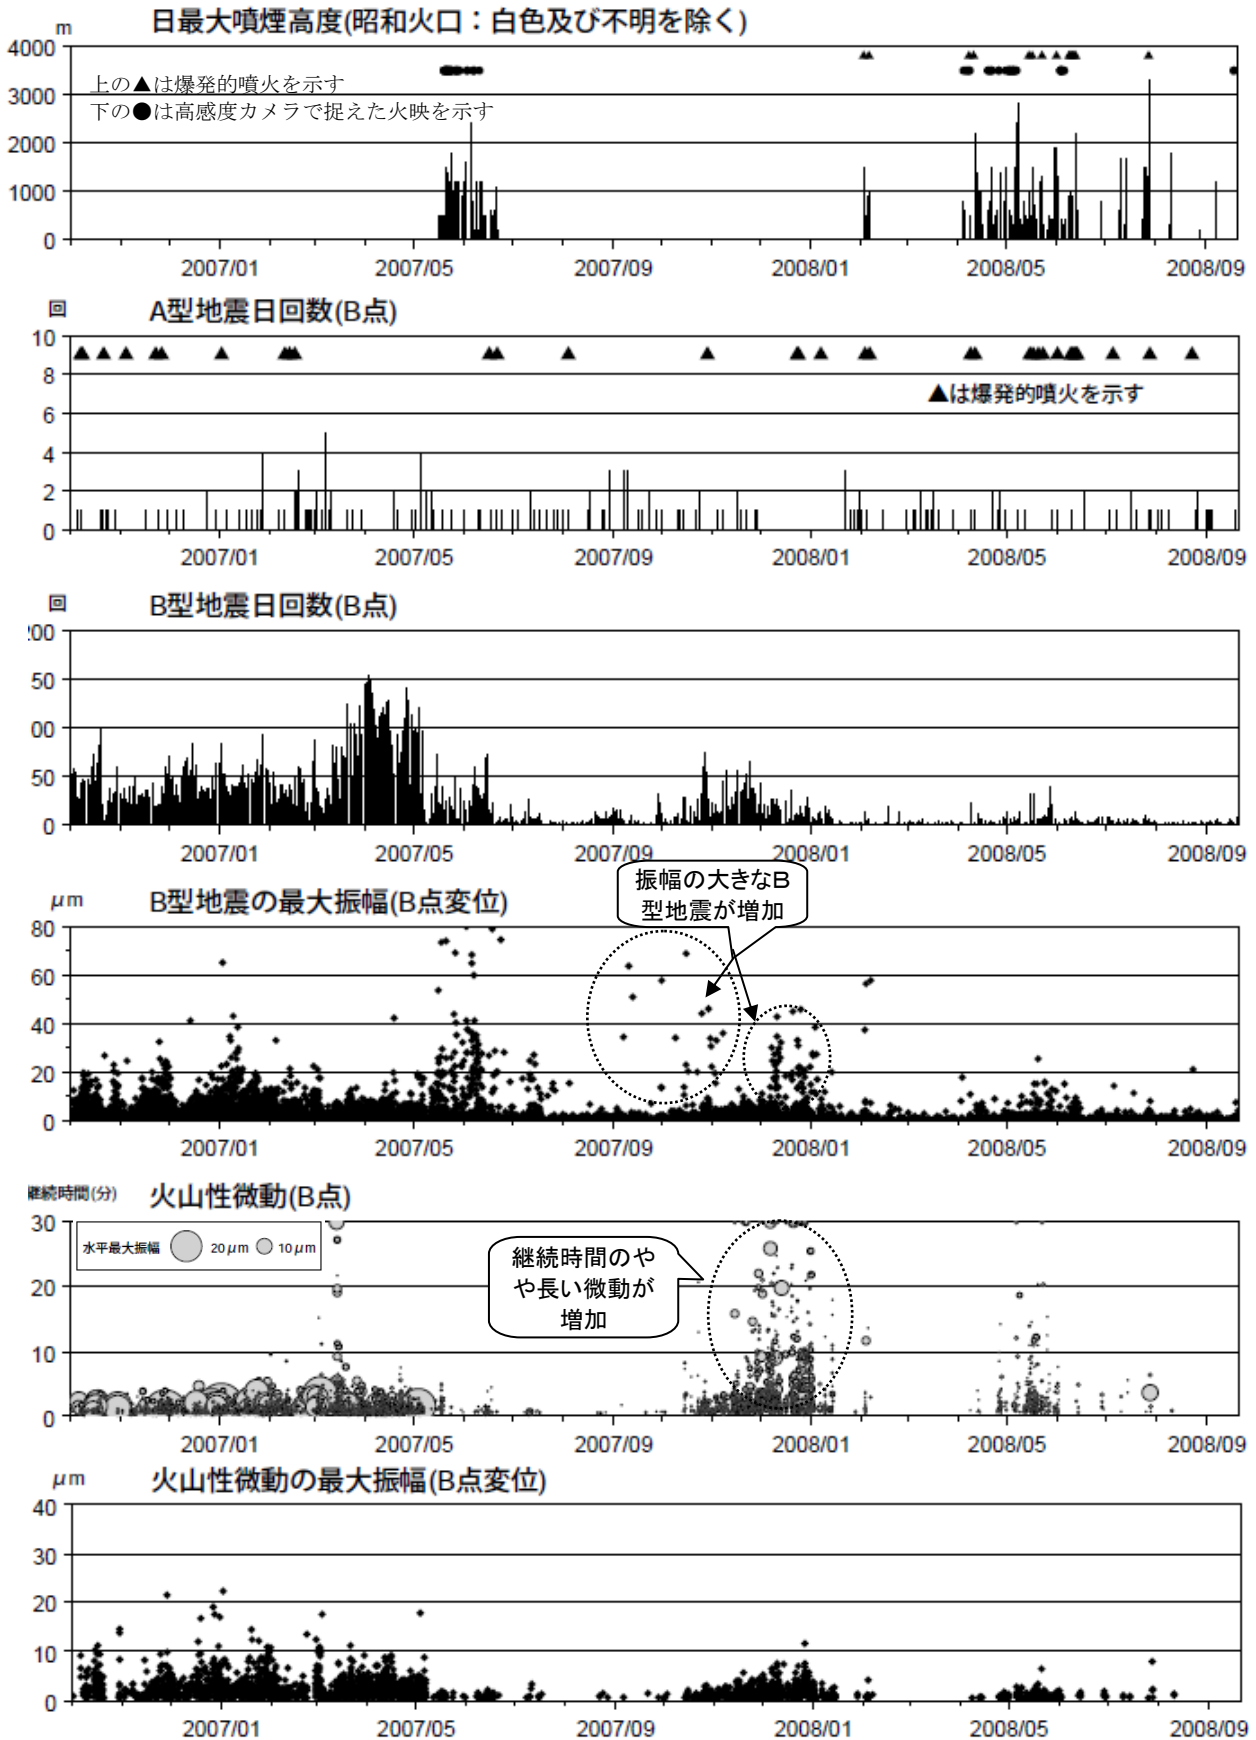 日最大噴煙高度(昭和火口：白色及び不明を除く)
m
4000
3000
2000
1000
0
上の▲は爆発的噴火を示す
下の●は高感度カメラで捉えた火映を示す
2007/01 2007/05 2007/09 2008/01 2008/05 2008/09
回 A型地震日回数(B点)
10
8
6
4
2
0
▲は爆発的噴火を示す
2007/01 2007/05 2007/09 2008/01 2008/05 2008/09
回 B型地震日回数(B点)
00
50
00
50
0
2007/01 2007/05 2007/09 2008/01 2008/05 2008/09
μm B型地震の最大振幅(B点変位)
80
60
40
20
0
振幅の大きなB
型地震が増加
2007/01 2007/05 2007/09 2008/01 2008/05 2008/09
継続時間(分) 火山性微動(B点)
30
20
10
0
水平最大振幅 20μm 10μm
継続時間のや
や長い微動が
増加
2007/01 2007/05 2007/09 2008/01 2008/05 2008/09
μm 火山性微動の最大振幅(B点変位)
40
30
20
10
0
2007/01 2007/05 2007/09 2008/01 2008/05 2008/09